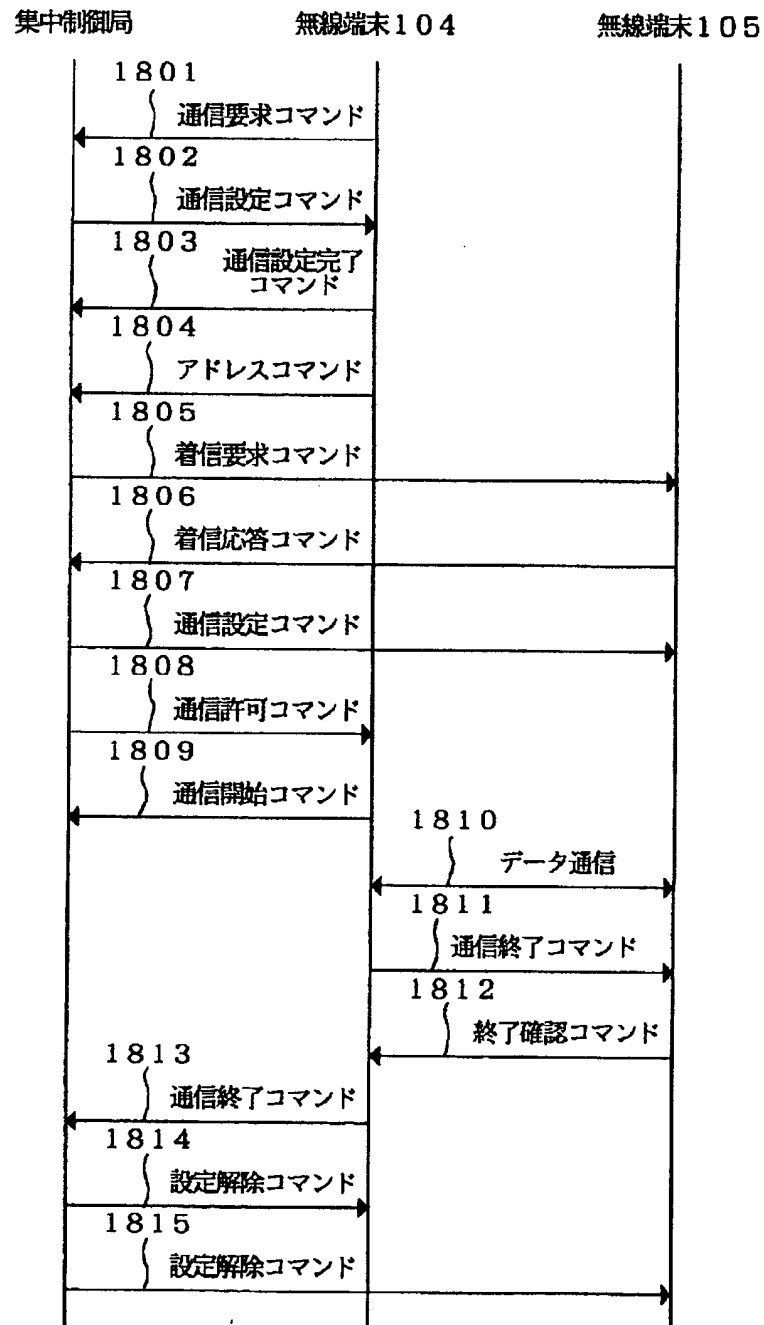 集中制御局 無線端末104 無線端末105
1801
通信要求コマンド
1802
通信設定コマンド
1803
通信設定完了
コマンド
1804
アドレスコマンド
1805
着信要求コマンド
1806
着信応答コマンド
1807
通信設定コマンド
1808
通信許可コマンド
1809
通信開始コマンド
1810
データ通信
1811
通信終了コマンド
1812
終了確認コマンド
1813
通信終了コマンド
1814
設定解除コマンド
1815
設定解除コマンド